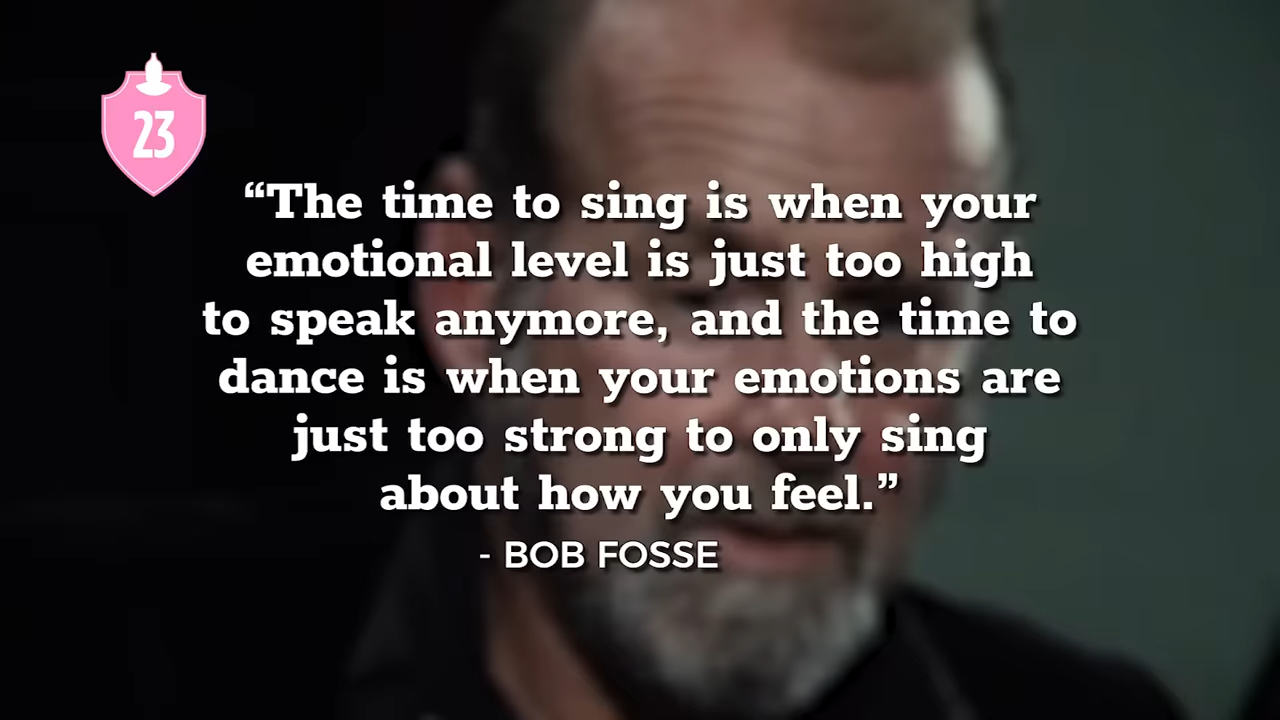 23
“The time to sing is when your
emotional level is just too high
to speak anymore, and the time to
dance is when your emotions are
just too strong to only sing
about how you feel.”
- BOB FOSSE